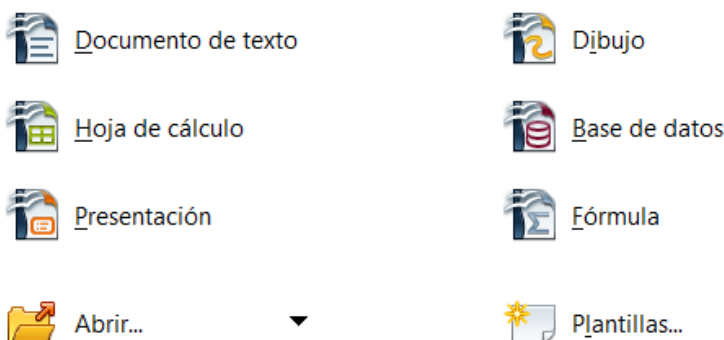 Documento de texto
Dibujo
Hoja de cálculo
Base de datos
Presentación
Fórmula
Abrir...
Plantillas...